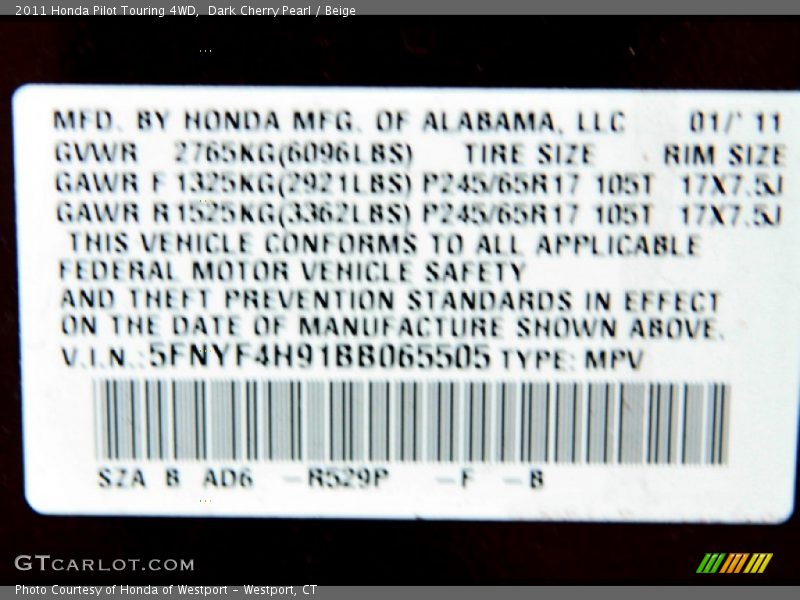 2011 Honda Pilot Touring 4WD,  Dark Cherry Pearl / Beige
MFD. BY HONDA MFG. OF ALABAMA, LLC 01/' 11
GVWR 2765KG(6096LBS) TIRE SIZE RIM SIZE
GAWR F 1325KG(2921LBS) P245/65R17 105T 17X7.5J
GAWR R 1525KG(3362LBS) P245/65R17 105T 17X7.5J
THIS VEHICLE CONFORMS TO ALL APPLICABLE
FEDERAL MOTOR VEHICLE SAFETY
AND THEFT PREVENTION STANDARDS IN EFFECT
ON THE DATE OF MANUFACTURE SHOWN ABOVE.
V.I.N.: 5FNYF4H91BB065505 TYPE: MPV
SZA B AD6 -R529P -F -B
GTCARLOT.COM
Photo Courtesy of Honda of Westport - Westport, CT